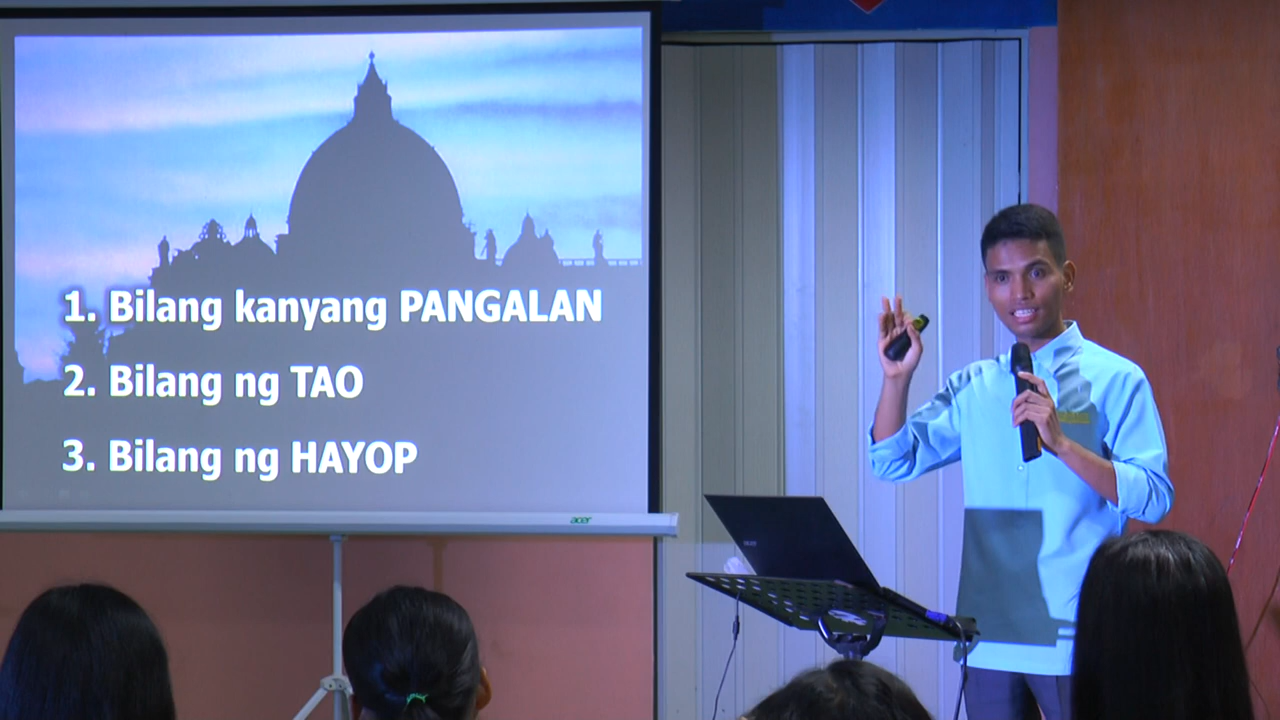 1. Bilang kanyang PANGALAN
2. Bilang ng TAO
3. Bilang ng HAYOP
acer